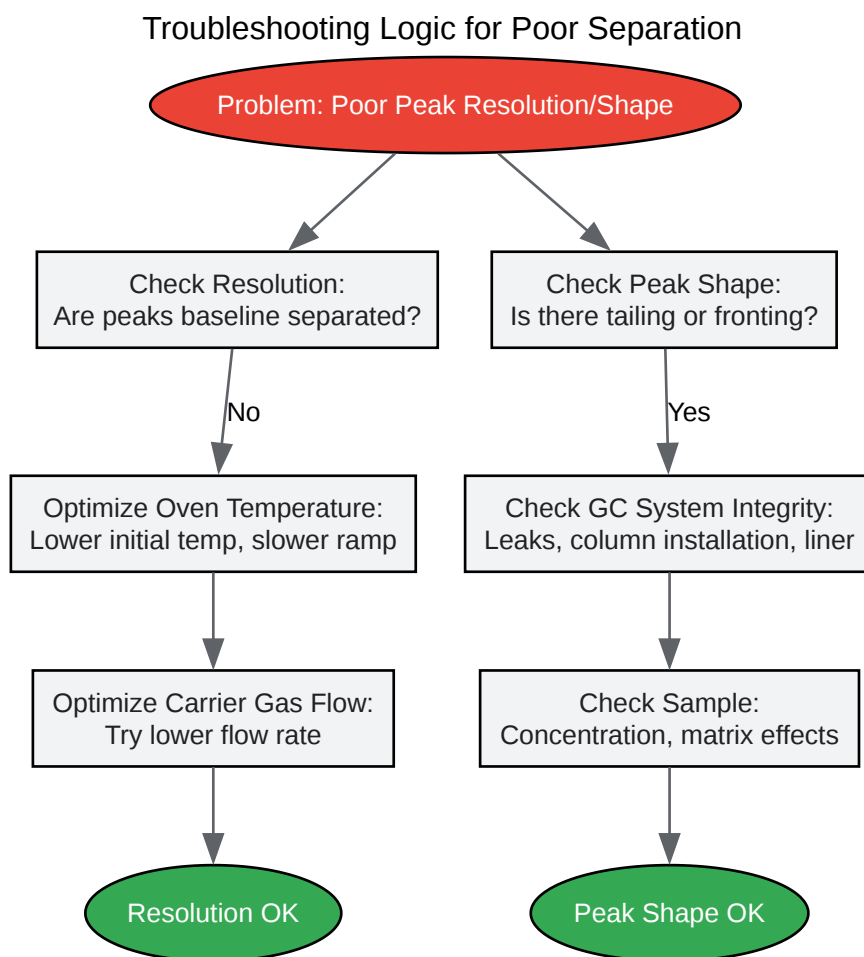 Troubleshooting Logic for Poor Separation
Problem: Poor Peak Resolution/Shape
Check Resolution:
Are peaks baseline separated?
Check Peak Shape:
Is there tailing or fronting?
No
Yes
Optimize Oven Temperature:
Lower initial temp, slower ramp
Check GC System Integrity:
Leaks, column installation, liner
Optimize Carrier Gas Flow:
Try lower flow rate
Check Sample:
Concentration, matrix effects
Resolution OK
Peak Shape OK